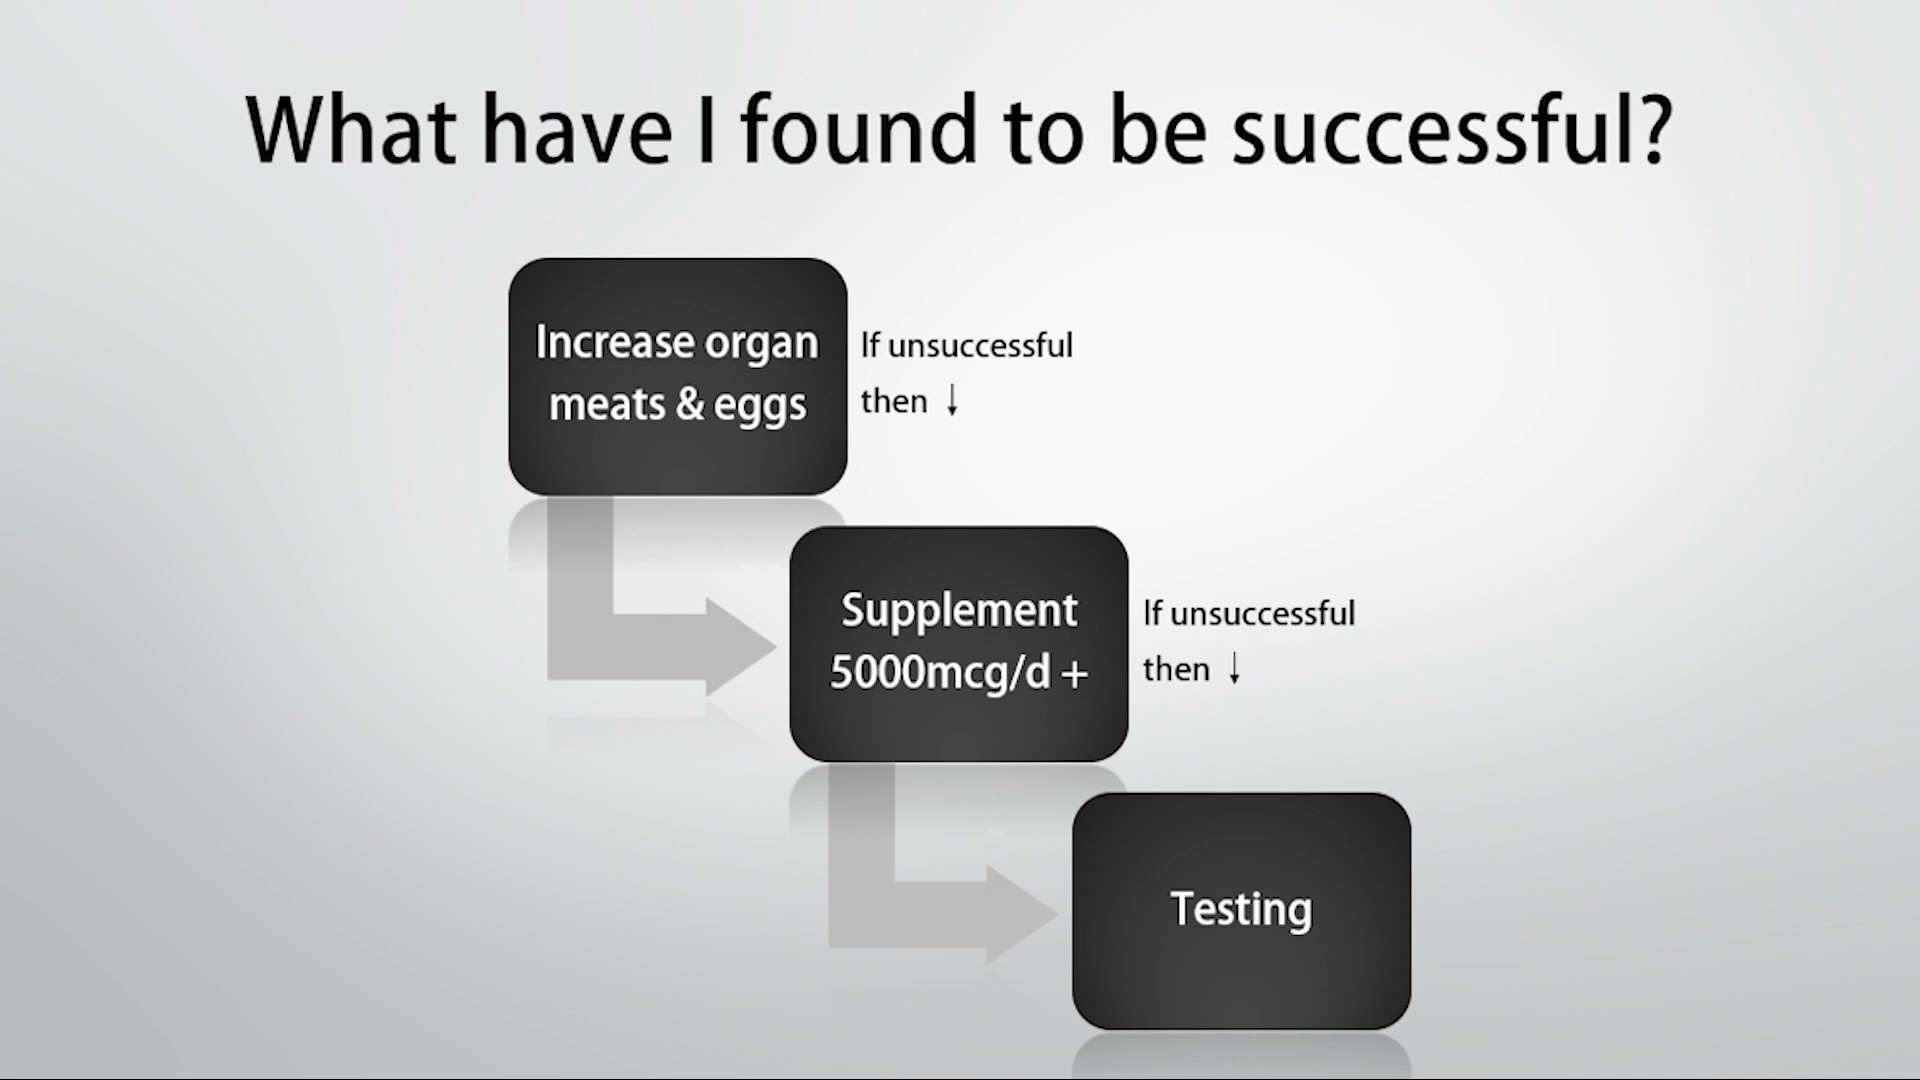 What have I found to be successful?
Increase organ
meats & eggs
If unsuccessful
then ↓
Supplement
5000mcg/d +
If unsuccessful
then ↓
Testing